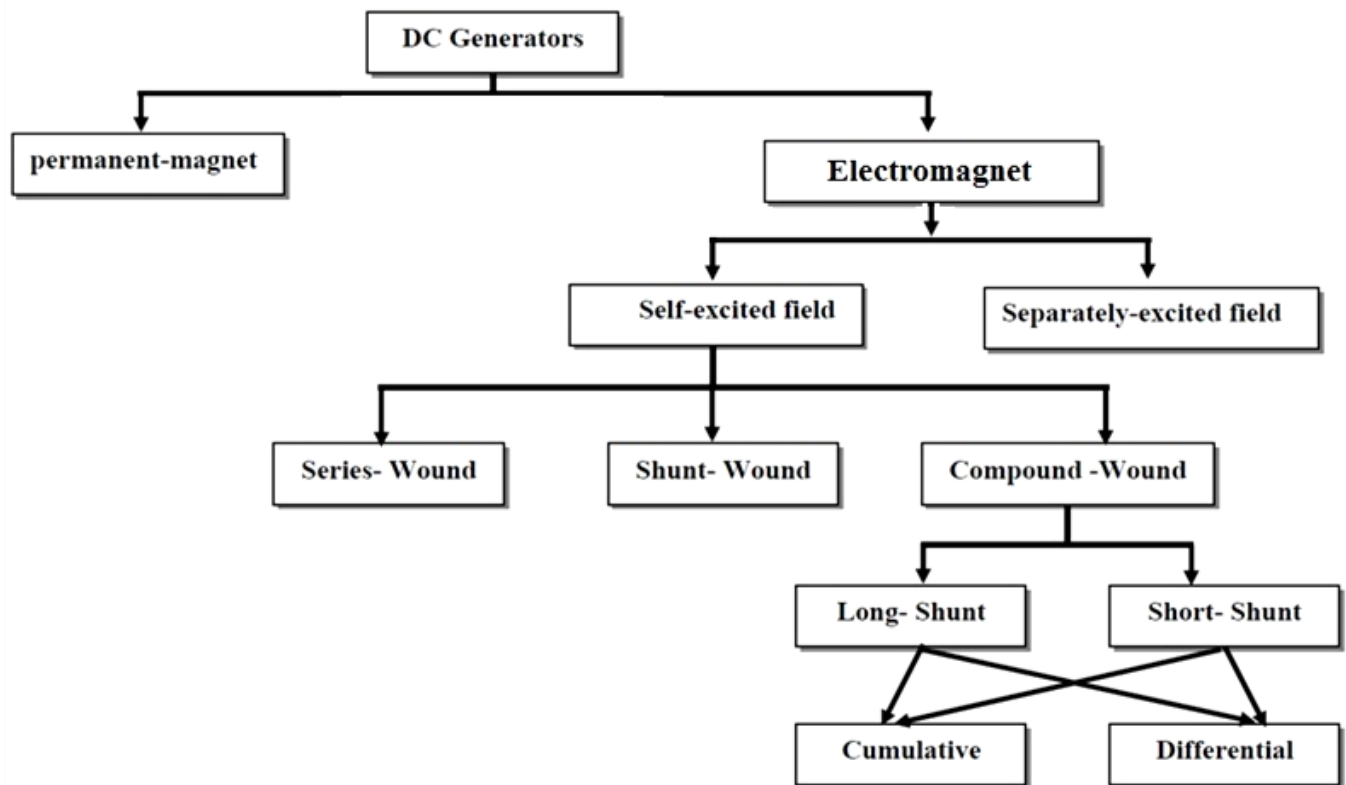 DC Generators
permanent-magnet
Electromagnet
Self-excited field
Separately-excited field
Series- Wound
Shunt- Wound
Compound -Wound
Long- Shunt
Short- Shunt
Cumulative
Differential